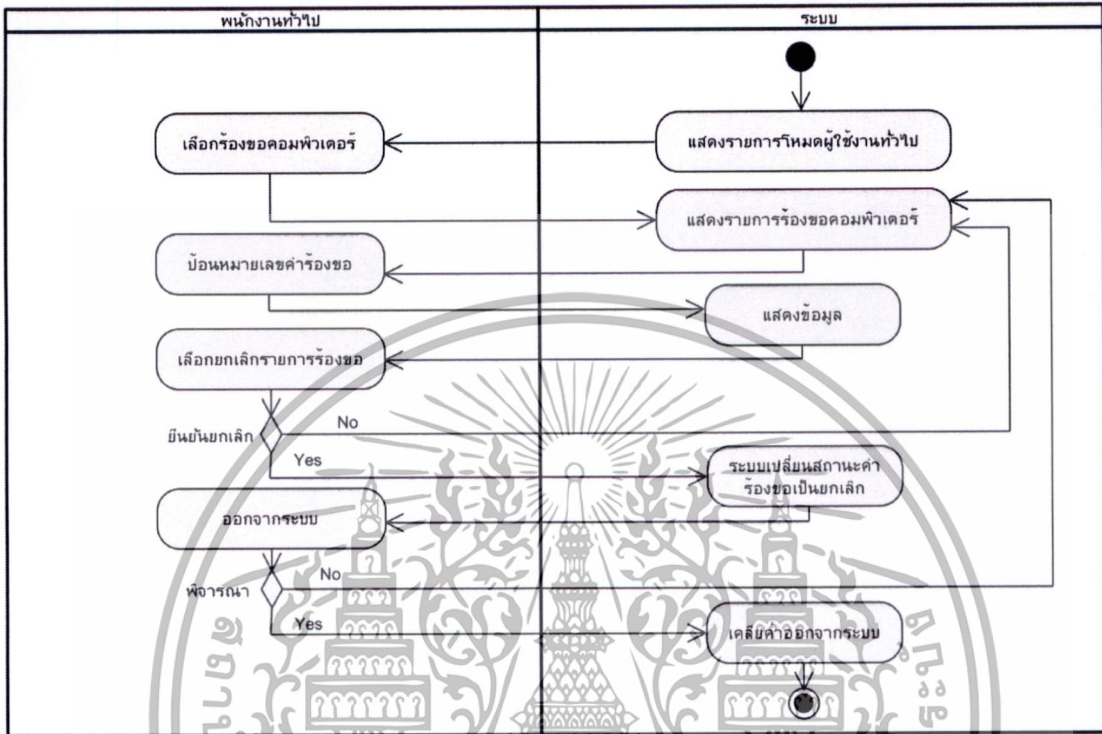 พนักงานทั่วไป
ระบบ
เลือกร้องขอคอมพิวเตอร์
แสดงรายการโหมดผู้ใช้งานทั่วไป
แสดงรายการร้องขอคอมพิวเตอร์
ป้อนหมายเลขคำร้องขอ
แสดงข้อมูล
เลือกยกเลิกรายการร้องขอ
ยืนยันยกเลิก
No
Yes
ระบบเปลี่ยนสถานะคำ
ร้องขอเป็นยกเลิก
ออกจากระบบ
พิจารณา
No
Yes
เคลียค่าออกจากระบบ